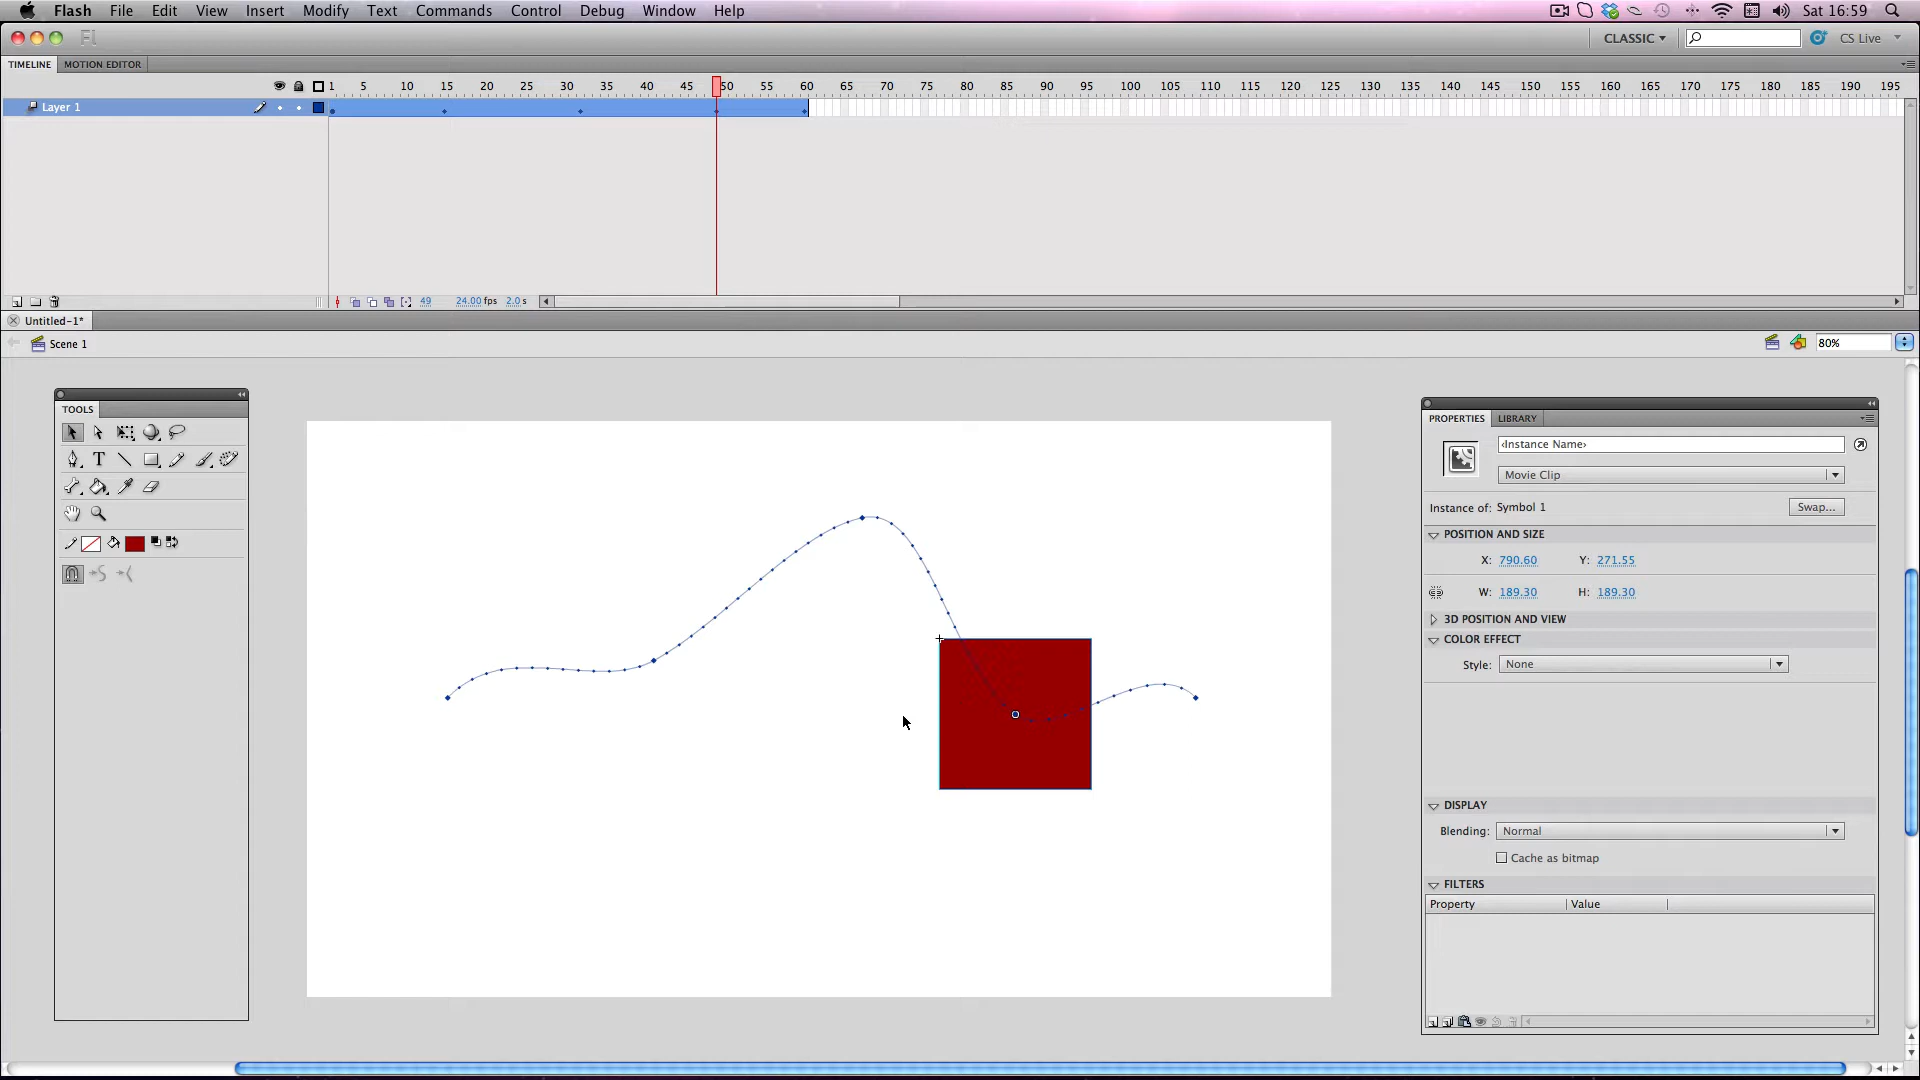 Flash File Edit View Insert Modify Text Commands Control Debug Window Help Sat 16:59
Fl CLASSIC CS Live
TIMELINE MOTION EDITOR
1 5 10 15 20 25 30 35 40 45 50 55 60 65 70 75 80 85 90 95 100 105 110 115 120 125 130 135 140 145 150 155 160 165 170 175 180 185 190 195
Layer 1
49 24.00 fps 2.0 s
Untitled-1*
Scene 1 80%
TOOLS
PROPERTIES LIBRARY
<Instance Name>
Movie Clip
Instance of: Symbol 1 Swap...
POSITION AND SIZE
X: 790.60 Y: 271.55
W: 189.30 H: 189.30
3D POSITION AND VIEW
COLOR EFFECT
Style: None
DISPLAY
Blending: Normal
Cache as bitmap
FILTERS
Property Value